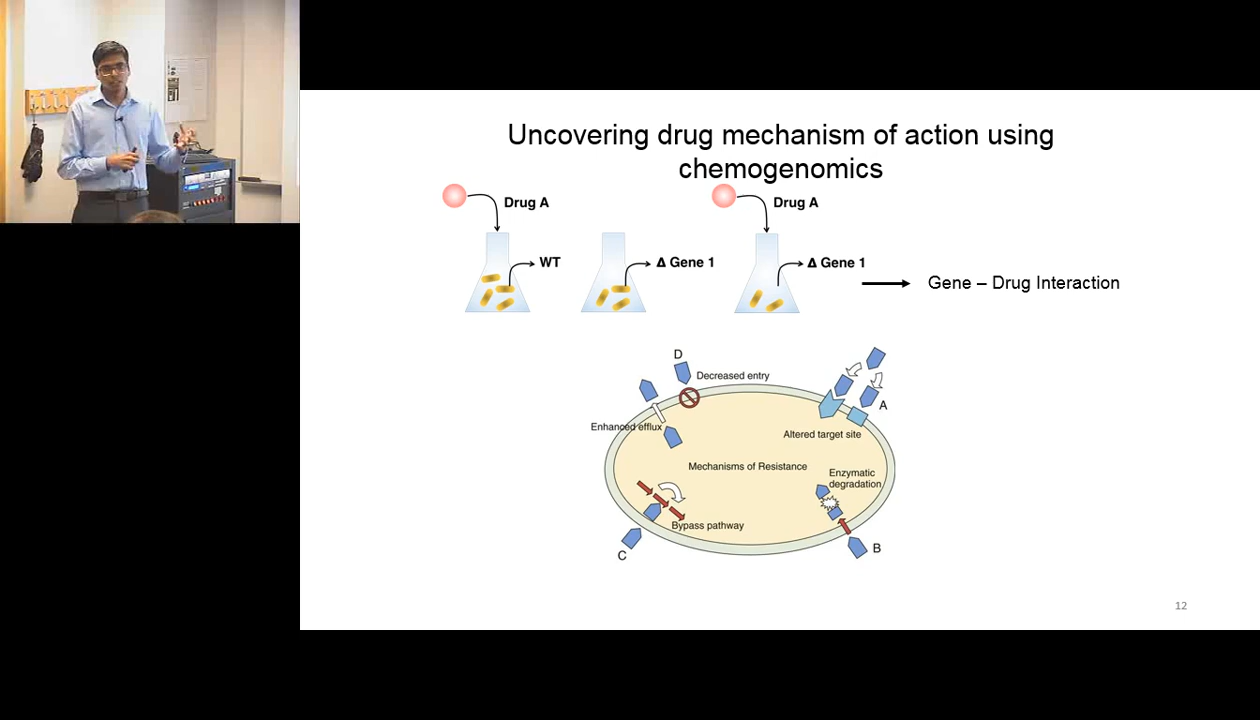 Uncovering drug mechanism of action using
chemogenomics
Drug A
Drug A
WT
Δ Gene 1
Δ Gene 1
Gene – Drug Interaction
D
Decreased entry
A
Enhanced efflux
Altered target site
Mechanisms of Resistance
Enzymatic
degradation
Bypass pathway
C
B
12